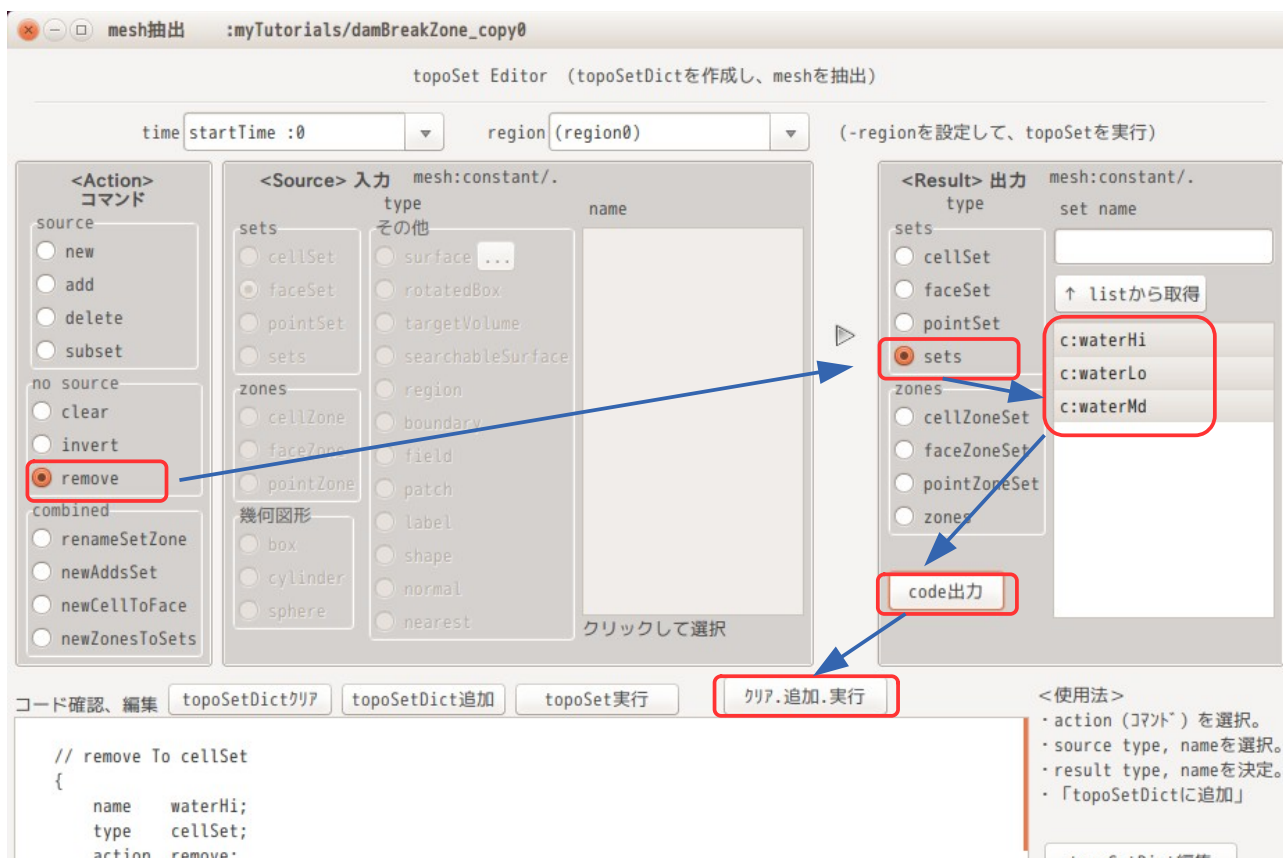 mesh抽出 :myTutorials/damBreakZone_copy0
topoSet Editor （topoSetDictを作成し、meshを抽出）
time startTime :0 region (region0) (-regionを設定して、topoSetを実行)
<Action>
コマンド
source
new
add
delete
subset
no source
clear
invert
remove
combined
renameSetZone
newAddsSet
newCellToFace
newZonesToSets
<Source> 入力 mesh:constant/.
type
name
sets
cellSet
faceSet
pointSet
sets
zones
cellZone
faceZone
pointZone
幾何図形
box
cylinder
sphere
その他
surface ...
rotatedBox
targetVolume
searchableSurface
region
boundary
field
patch
label
shape
normal
nearest
クリックして選択
<Result> 出力 mesh:constant/.
type
set name
sets
cellSet
faceSet
pointSet
sets
zones
cellZoneSet
faceZoneSet
pointZoneSet
zones
code出力
↑ listから取得
c:waterHi
c:waterLo
c:waterMd
コード確認、編集 topoSetDictｸﾘｱ topoSetDict追加 topoSet実行 ｸﾘｱ.追加.実行
// remove To cellSet
{
name waterHi;
type cellSet;
action remove;
<使用法>
・action (ｺﾏﾝﾄﾞ) を選択。
・source type, nameを選択。
・result type, nameを決定。
・「topoSetDictに追加」